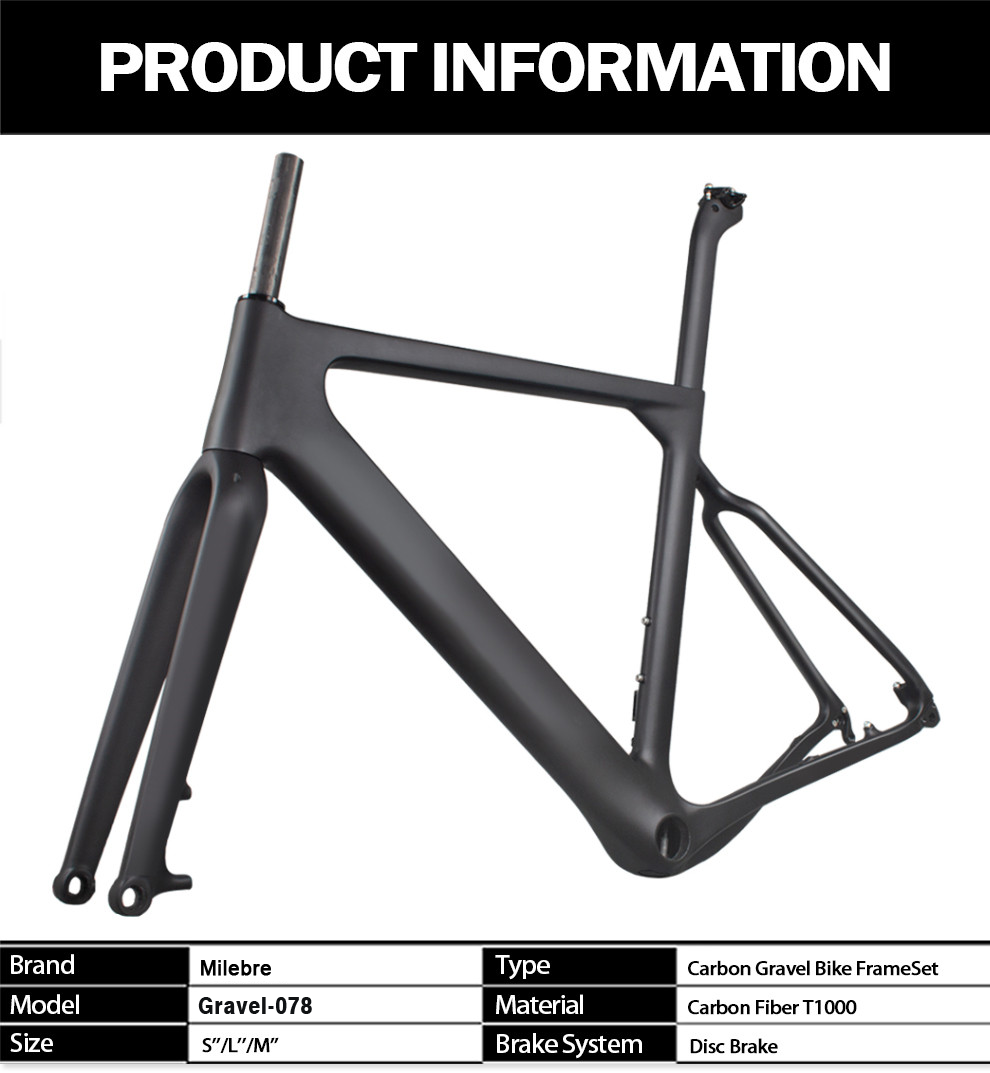 PRODUCT INFORMATION
Brand Milebre Type Carbon Gravel Bike FrameSet
Model Gravel-078 Material Carbon Fiber T1000
Size S”/L”/M” Brake System Disc Brake